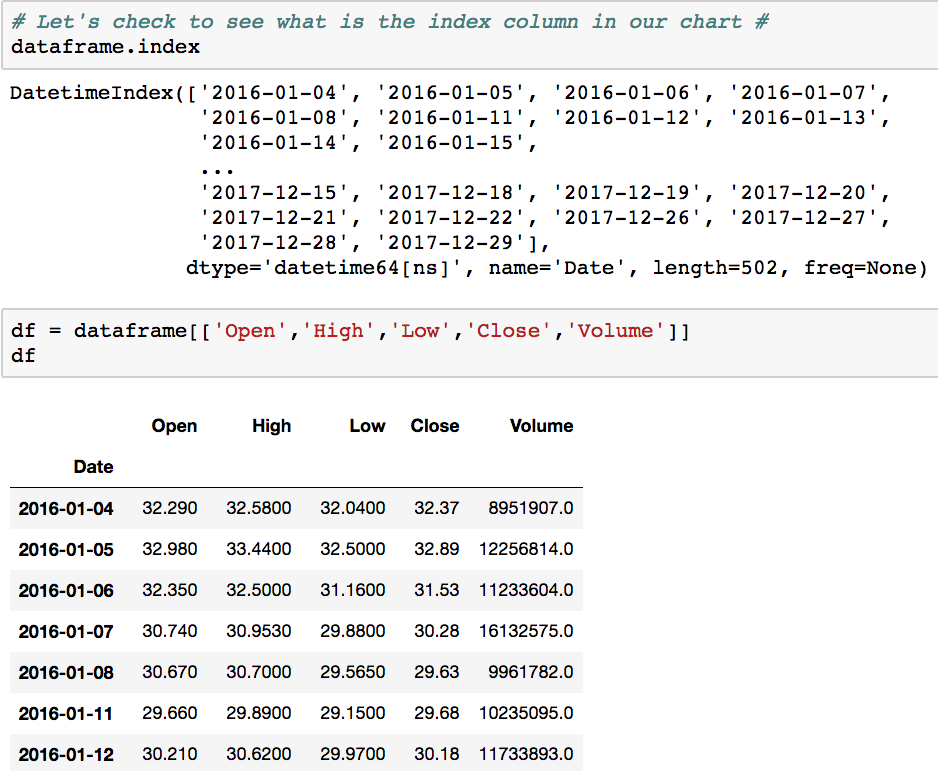 # Let's check to see what is the index column in our chart #
dataframe.index
DatetimeIndex(['2016-01-04', '2016-01-05', '2016-01-06', '2016-01-07',
'2016-01-08', '2016-01-11', '2016-01-12', '2016-01-13',
'2016-01-14', '2016-01-15',
...
'2017-12-15', '2017-12-18', '2017-12-19', '2017-12-20',
'2017-12-21', '2017-12-22', '2017-12-26', '2017-12-27',
'2017-12-28', '2017-12-29'],
dtype='datetime64[ns]', name='Date', length=502, freq=None)
df = dataframe[['Open','High','Low','Close','Volume']]
df
Open High Low Close Volume
Date
2016-01-04 32.290 32.5800 32.0400 32.37 8951907.0
2016-01-05 32.980 33.4400 32.5000 32.89 12256814.0
2016-01-06 32.350 32.5000 31.1600 31.53 11233604.0
2016-01-07 30.740 30.9530 29.8800 30.28 16132575.0
2016-01-08 30.670 30.7000 29.5650 29.63 9961782.0
2016-01-11 29.660 29.8900 29.1500 29.68 10235095.0
2016-01-12 30.210 30.6200 29.9700 30.18 11733893.0